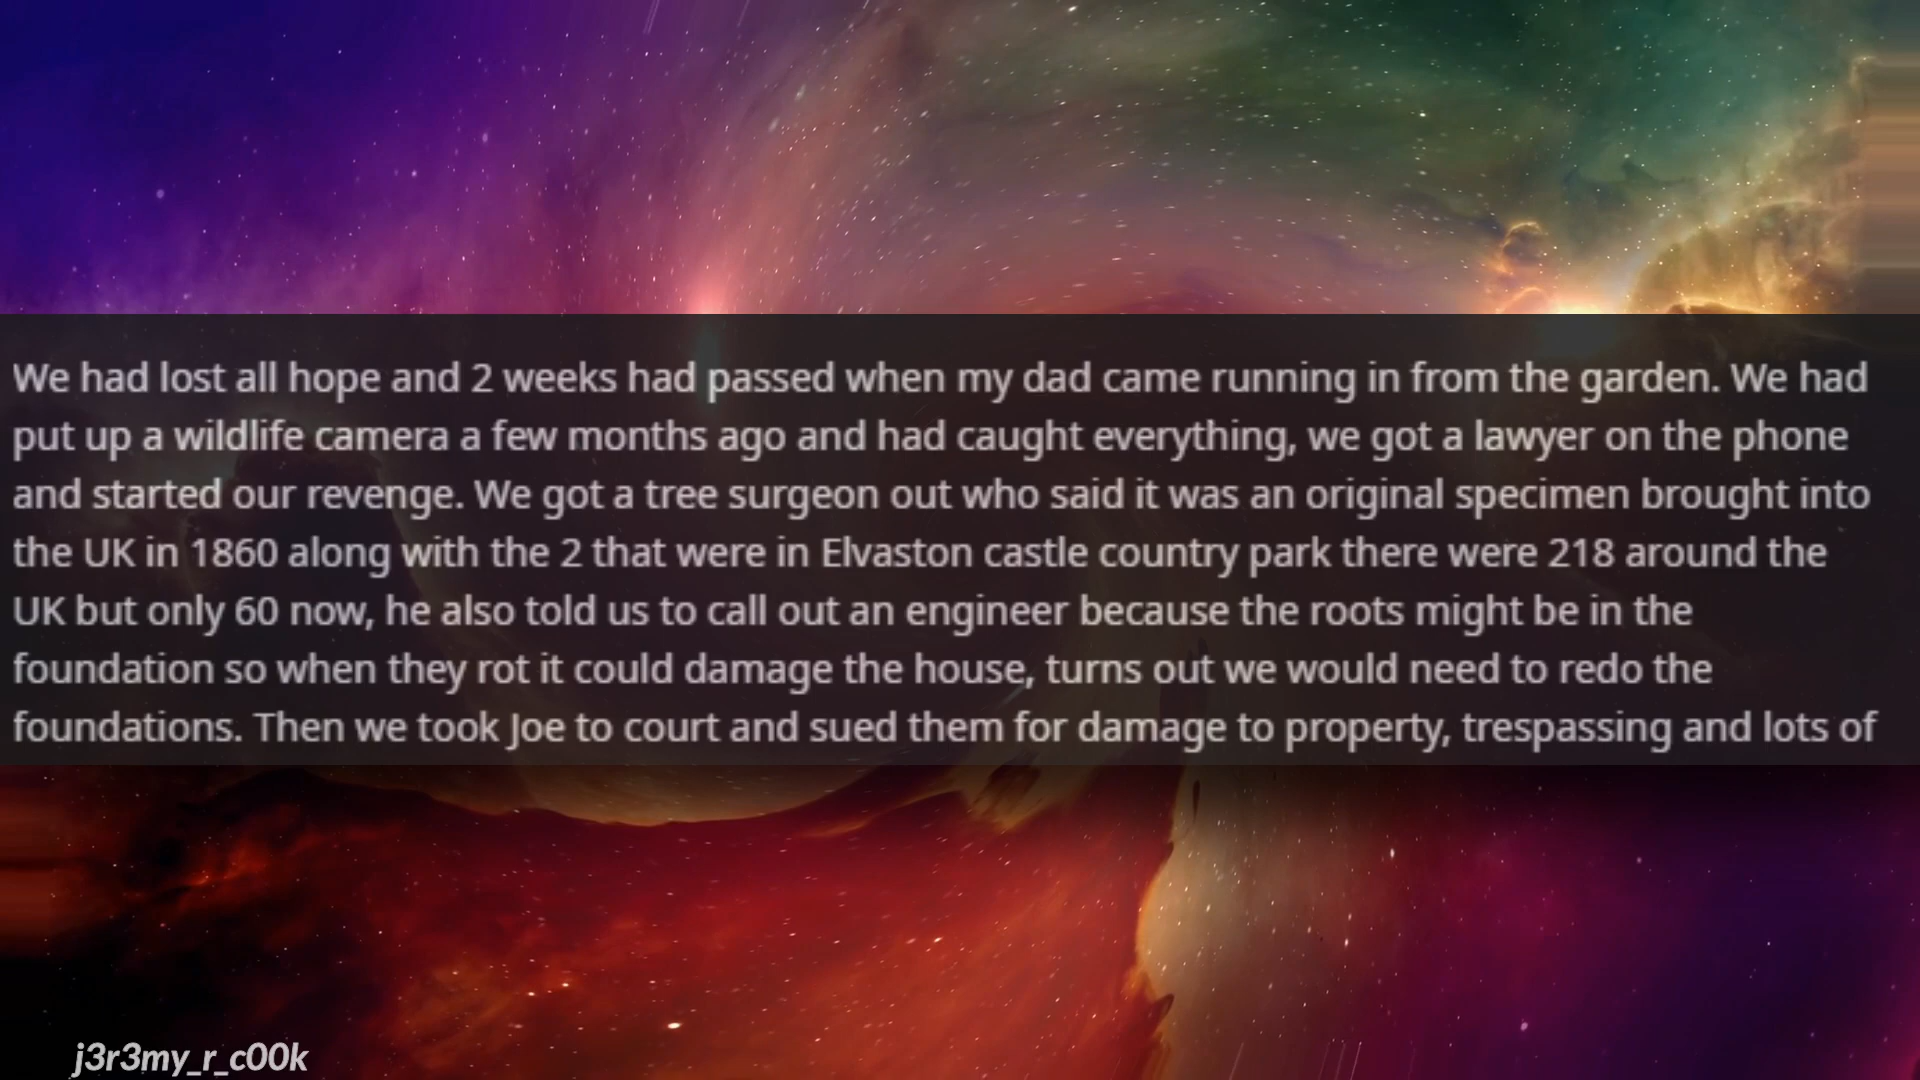 We had lost all hope and 2 weeks had passed when my dad came running in from the garden. We had
put up a wildlife camera a few months ago and had caught everything, we got a lawyer on the phone
and started our revenge. We got a tree surgeon out who said it was an original specimen brought into
the UK in 1860 along with the 2 that were in Elvaston castle country park there were 218 around the
UK but only 60 now, he also told us to call out an engineer because the roots might be in the
foundation so when they rot it could damage the house, turns out we would need to redo the
foundations. Then we took Joe to court and sued them for damage to property, trespassing and lots of
j3r3my_r_c00k